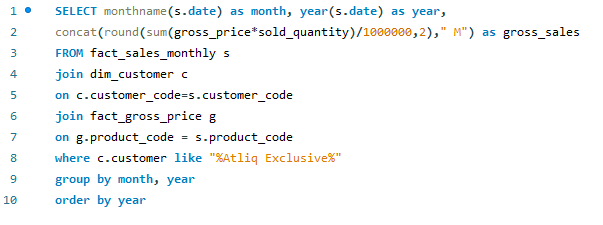 1 SELECT monthname(s.date) as month, year(s.date) as year,
2 concat(round(sum(gross_price*sold_quantity)/1000000,2)," M") as gross_sales
3 FROM fact_sales_monthly s
4 join dim_customer c
5 on c.customer_code=s.customer_code
6 join fact_gross_price g
7 on g.product_code = s.product_code
8 where c.customer like "%Atliq Exclusive%"
9 group by month, year
10 order by year